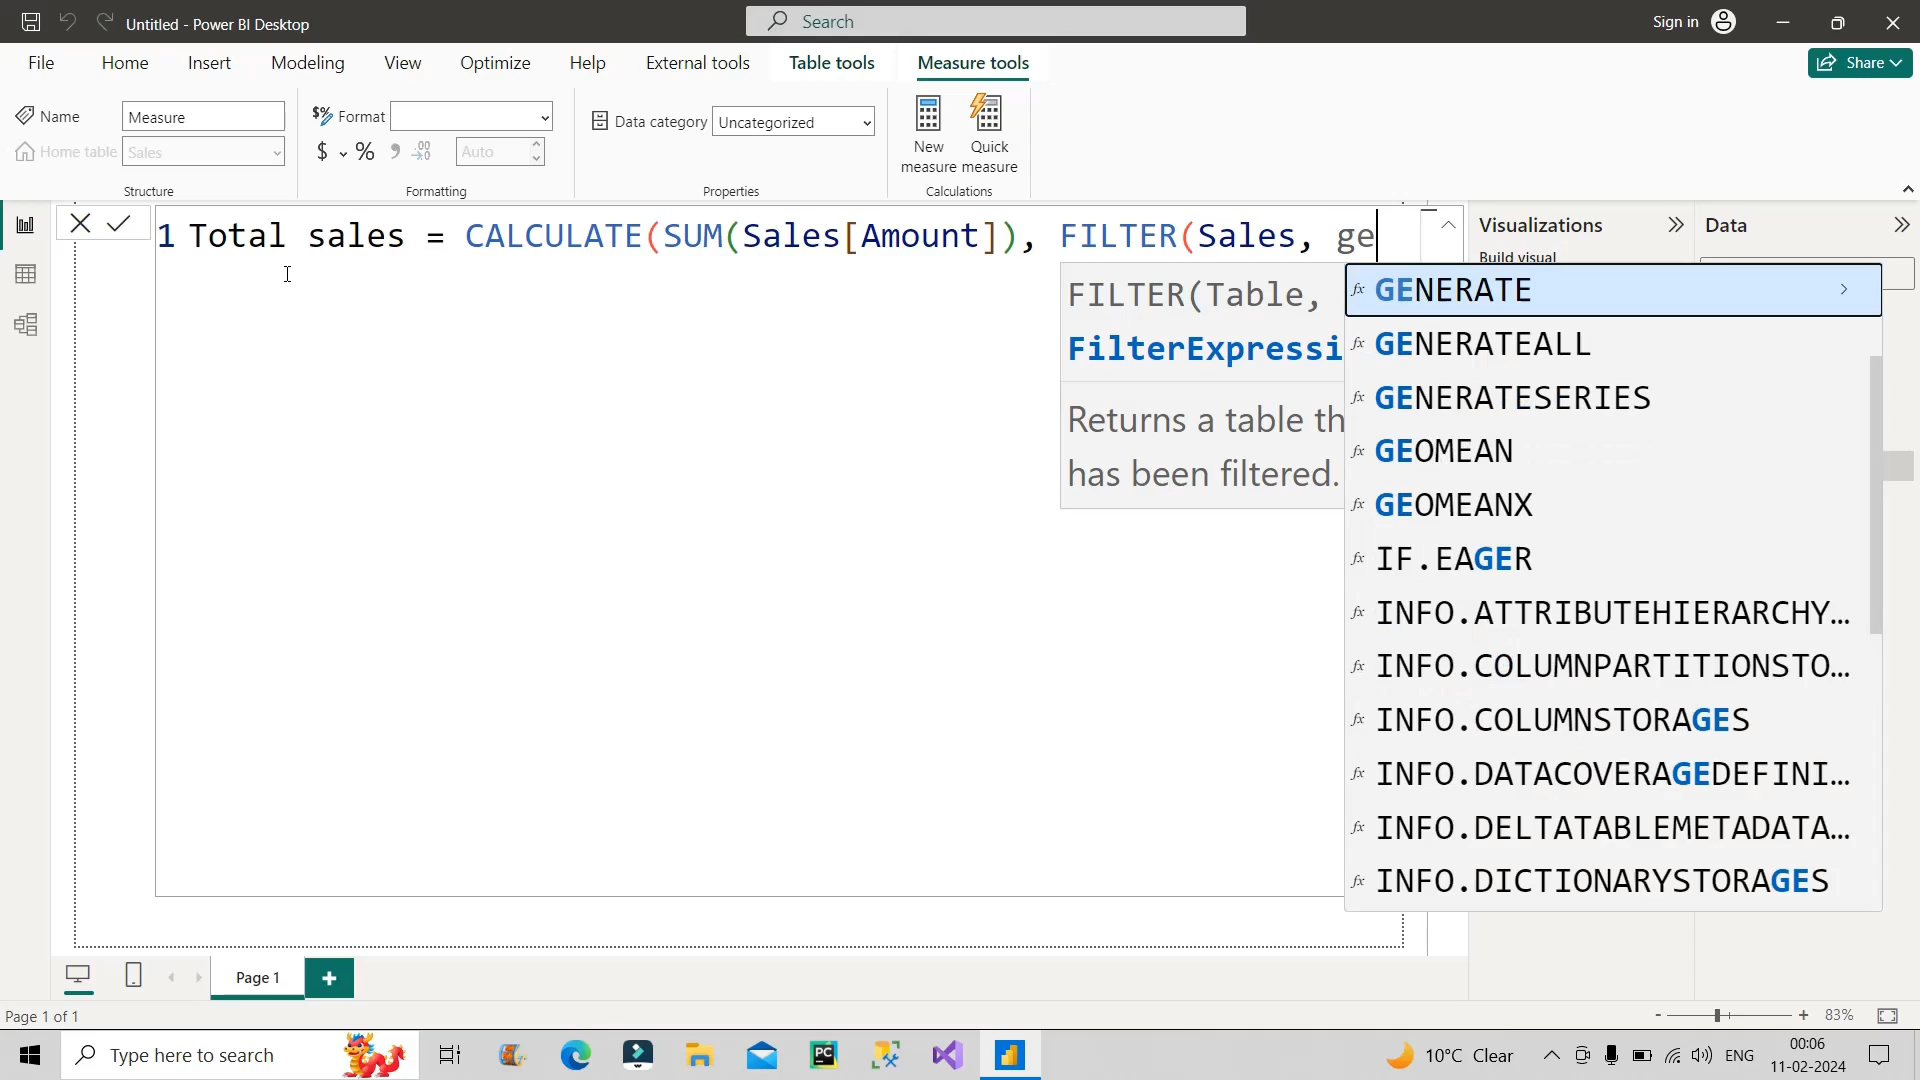 Untitled - Power BI Desktop
Search
Sign in
File Home Insert Modeling View Optimize Help External tools Table tools Measure tools
Share
Name Measure
Home table Sales
Structure
$% Format
$ % , .00
Auto
Formatting
Data category Uncategorized
Properties
New measure
Quick measure
Calculations
1 Total sales = CALCULATE(SUM(Sales[Amount]), FILTER(Sales, ge
FILTER(Table,
FilterExpressi
Returns a table th
has been filtered.
GENERATE
GENERATEALL
GENERATESERIES
GEOMEAN
GEOMEANX
IF.EAGER
INFO.ATTRIBUTEHIERARCHY…
INFO.COLUMNPARTITIONSTO…
INFO.COLUMNSTORAGES
INFO.DATACOVERAGEDEFINI…
INFO.DELTATABLEMETADATA…
INFO.DICTIONARYSTORAGES
Visualizations
Build visual
Data
Page 1
Page 1 of 1
- + 83%
Type here to search
PC
10°C Clear
ENG
00:06
11-02-2024